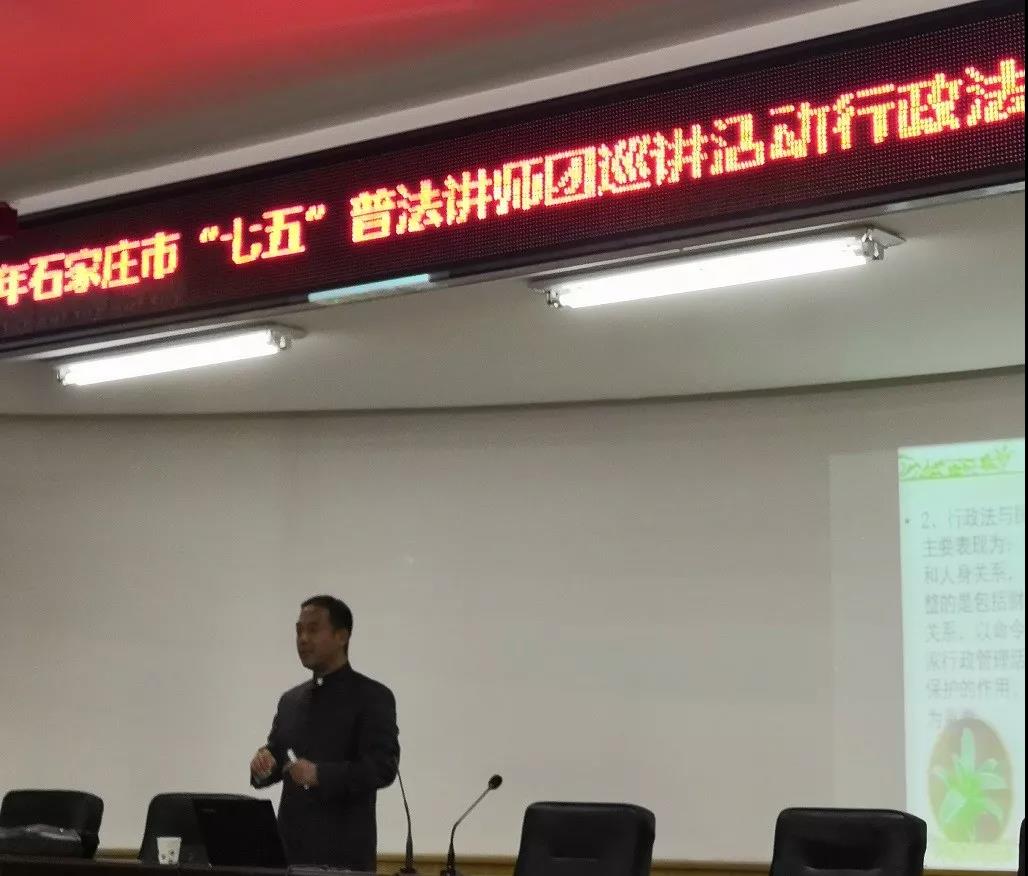 年石家庄市“七五”普法讲师团巡讲活动行政法
2、行政法与
主要表现为：
和人身关系，
整的是包括财
关系，以命令
家行政管理活
保护的作用，
为